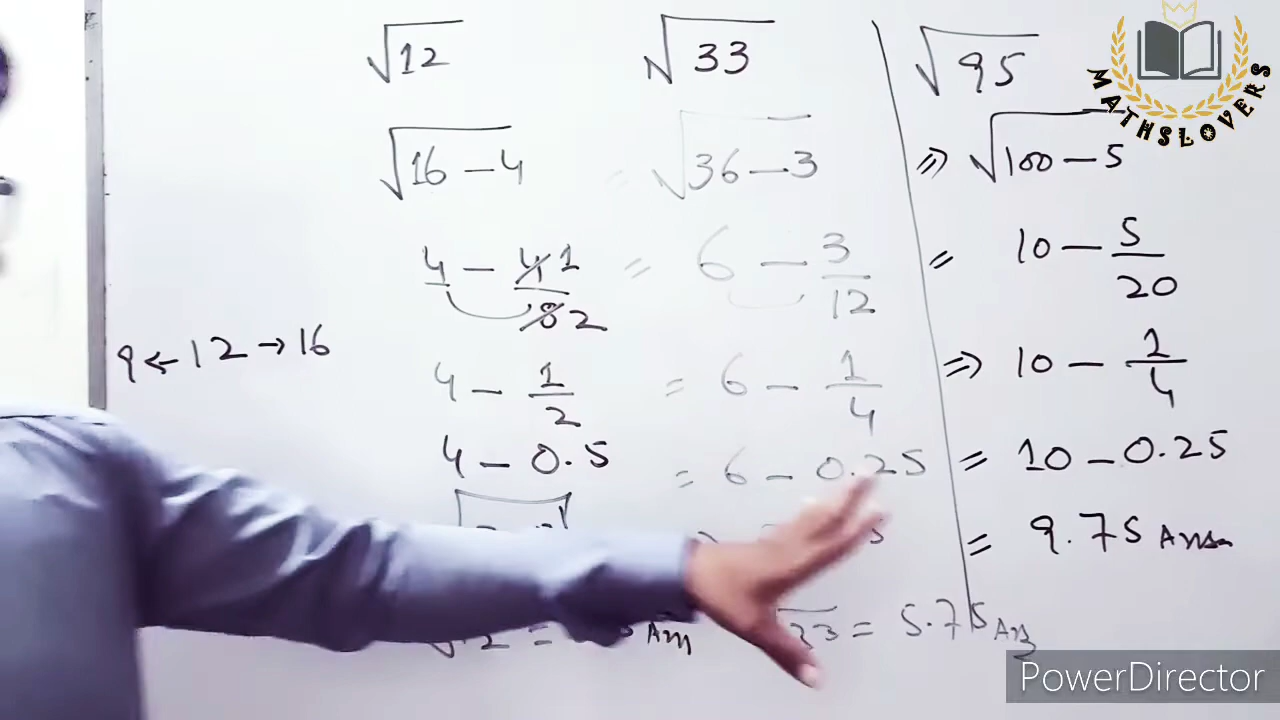 √12
√16 – 4
4 – 4 1 / 8 2
4 – 1/2
4 – 0.5
9 ← 12 → 16
Ans
√33
= √36 – 3
= 6 – 3/12
= 6 – 1/4
= 6 – 0.25
√33 = 5.75 Ans
√95
⇒ √100 – 5
= 10 – 5/20
⇒ 10 – 1/4
= 10 – 0.25
= 9.75 Ans
MATHSLOVERS
PowerDirector